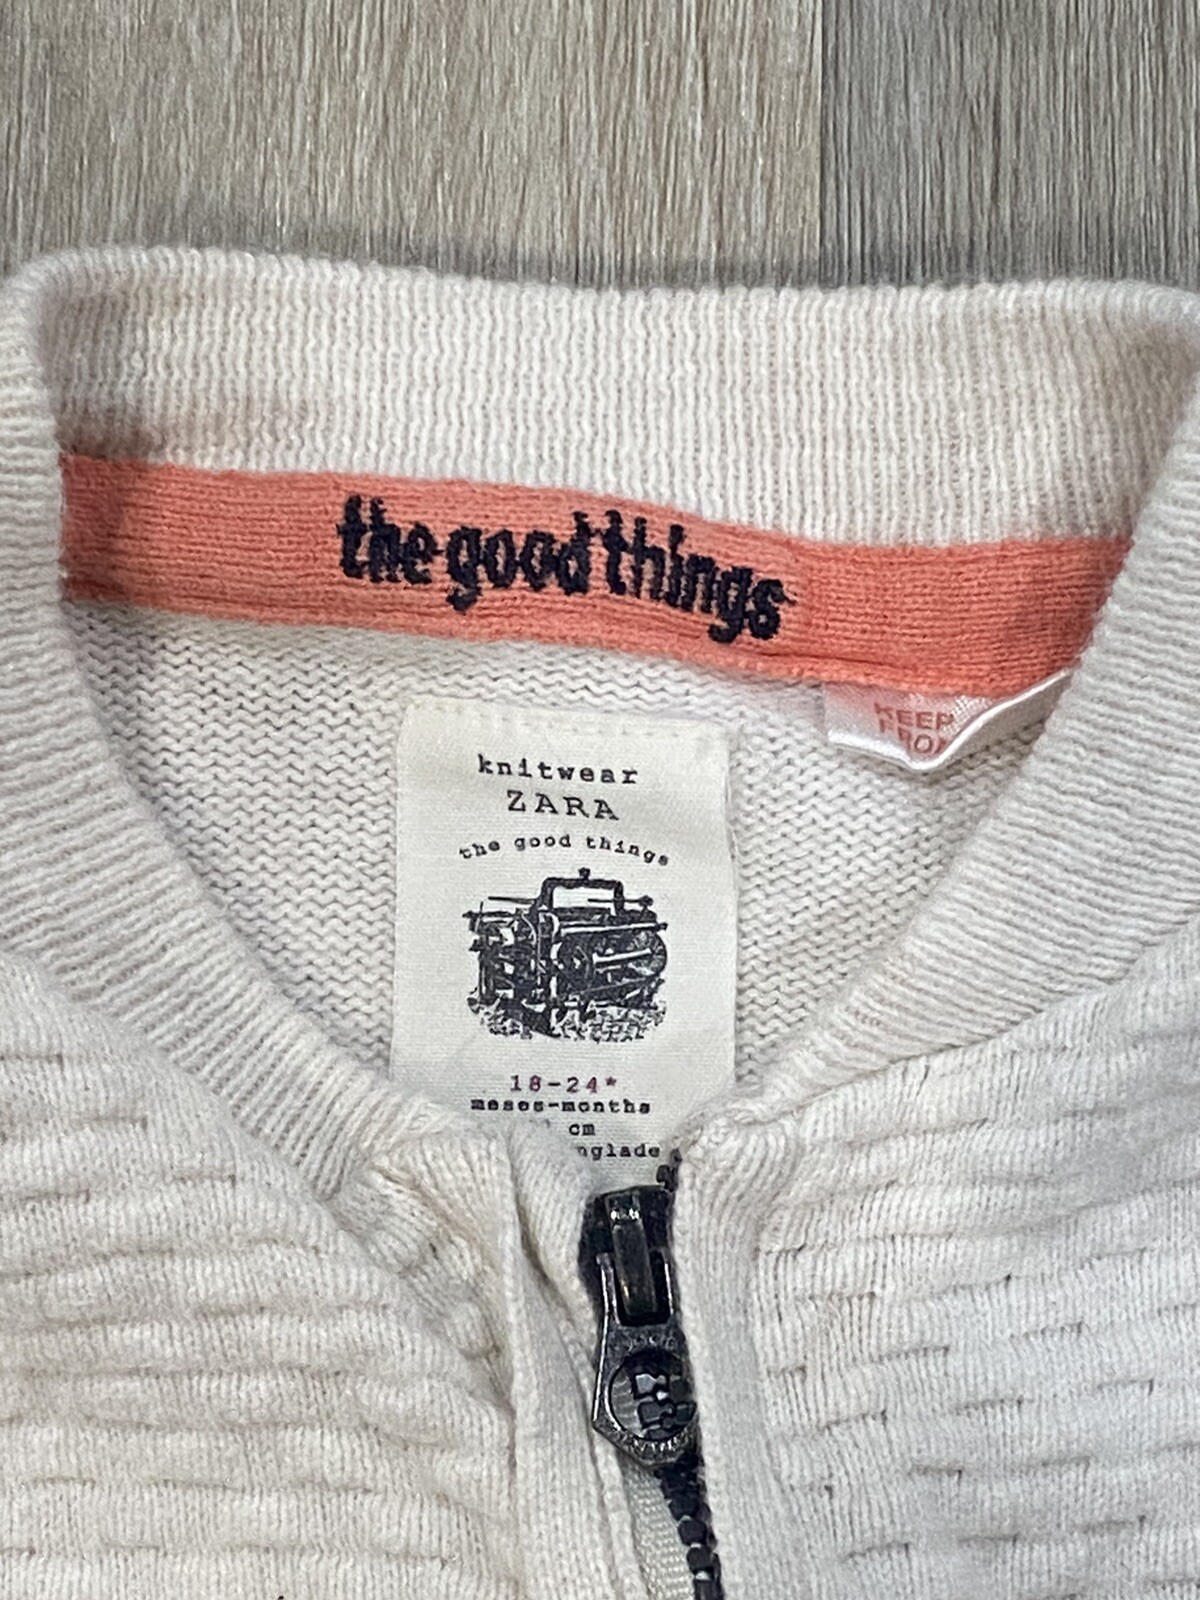 the good things
KEEP
knitwear
ZARA
the good things
18-24*
meses-months
cm